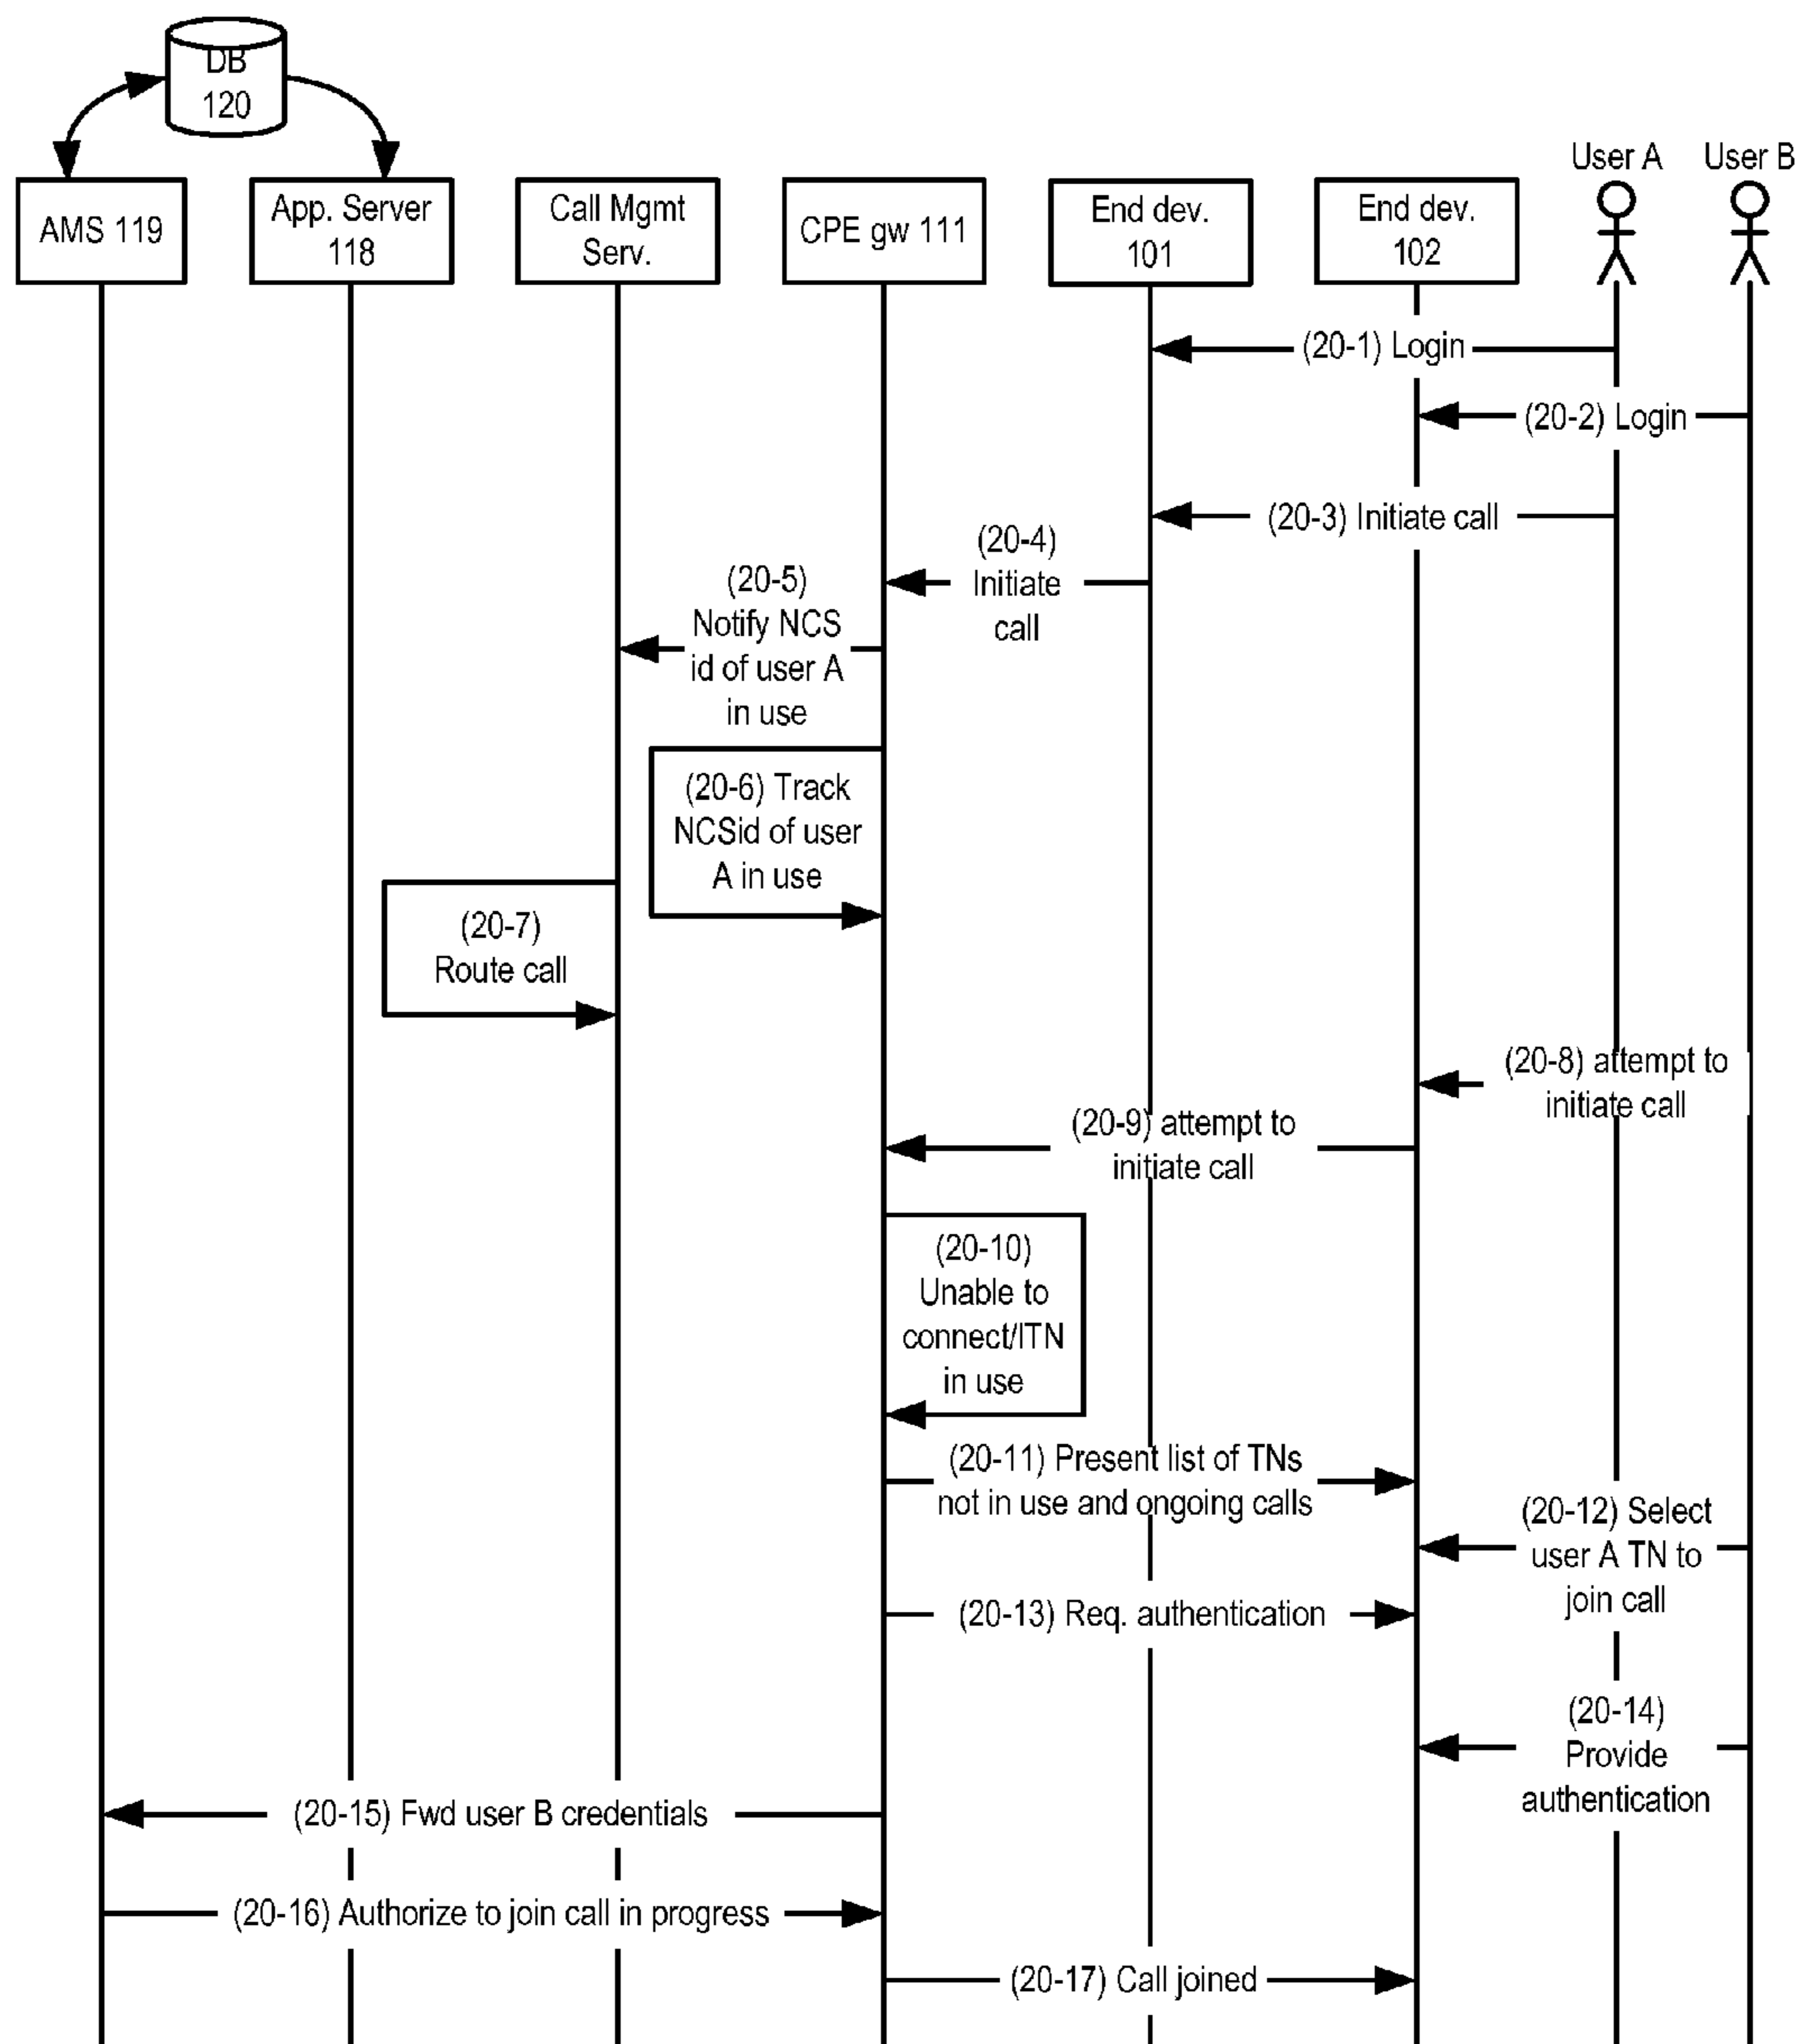 DB
120
User A
User B
AMS 119
App. Server
118
Call Mgmt
Serv.
CPE gw 111
End dev.
101
End dev.
102
(20-1) Login
(20-2) Login
(20-3) Initiate call
(20-4)
Initiate
call
(20-5)
Notify NCS
id of user A
in use
(20-6) Track
NCSid of user
A in use
(20-7)
Route call
(20-8) attempt to
initiate call
(20-9) attempt to
initiate call
(20-10)
Unable to
connect/ITN
in use
(20-11) Present list of TNs
not in use and ongoing calls
(20-12) Select
user A TN to
join call
(20-13) Req. authentication
(20-14)
Provide
authentication
(20-15) Fwd user B credentials
(20-16) Authorize to join call in progress
(20-17) Call joined